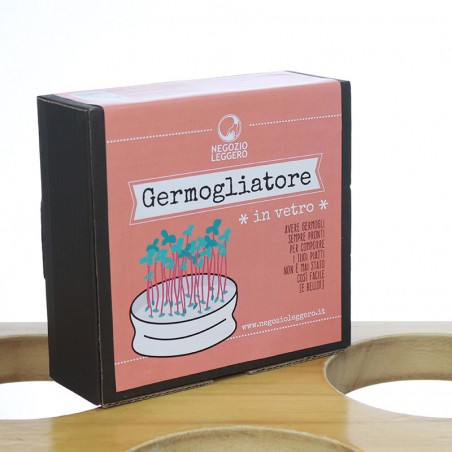 NEGOZIO
LEGGERO
Germogliatore
* in vetro *
AVERE GERMOGLI
SEMPRE PRONTI
PER COMPORRE
I TUOI PIATTI
NON È MAI STATO
COSÌ FACILE
(E BELLO!)
www.negozioleggero.it